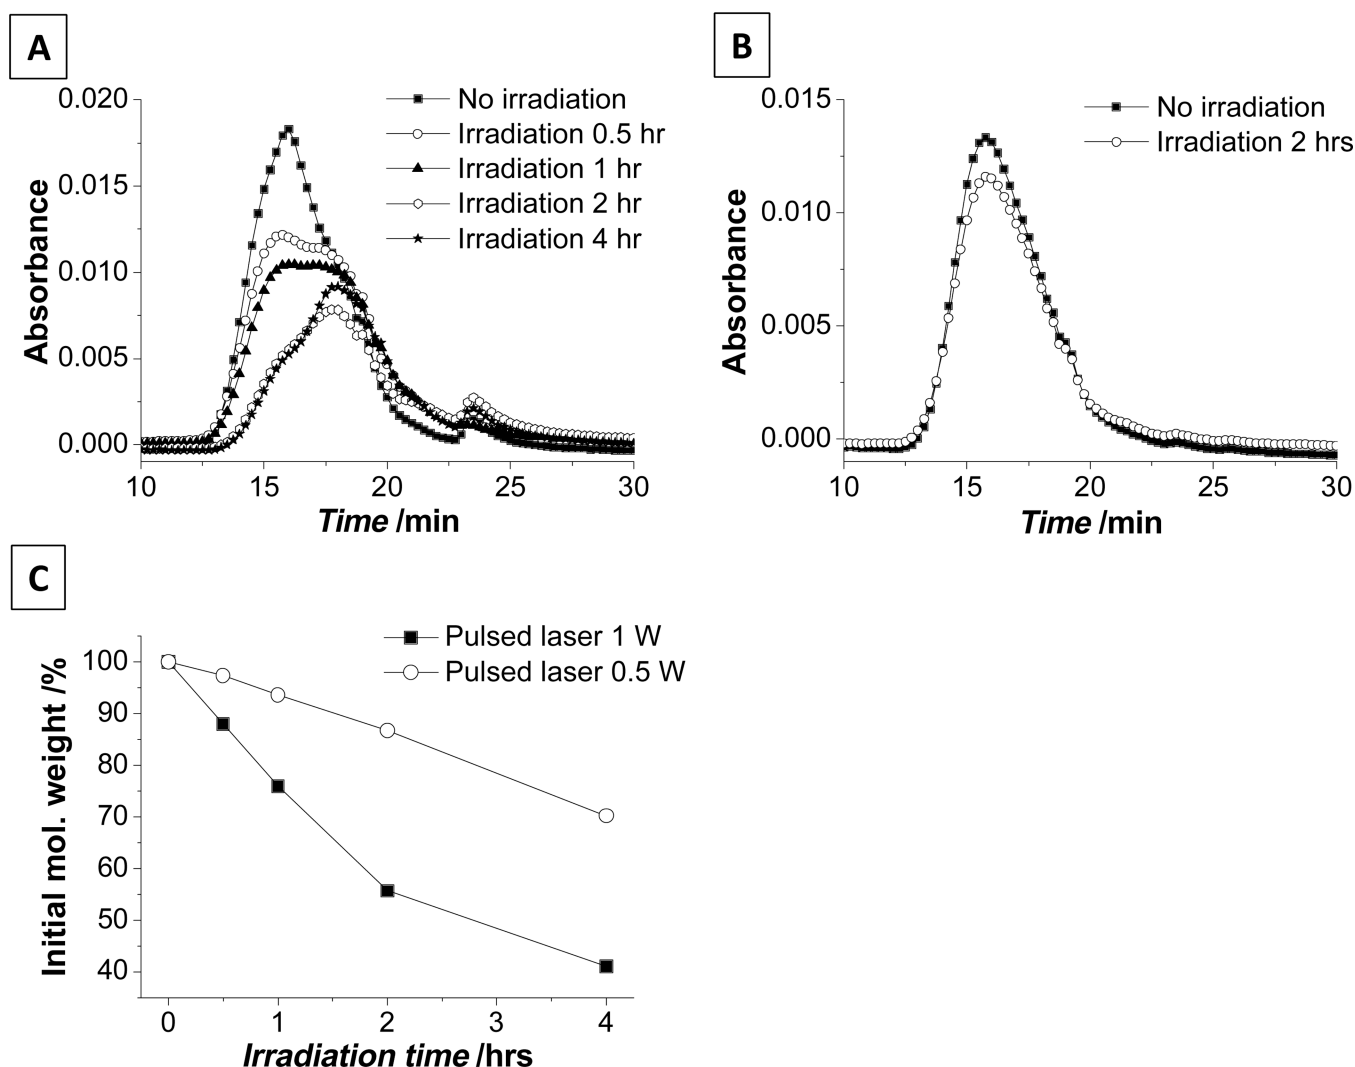 A
No irradiation
Irradiation 0.5 hr
Irradiation 1 hr
Irradiation 2 hr
Irradiation 4 hr
Absorbance
0.020
0.015
0.010
0.005
0.000
10
15
20
25
30
Time /min
B
No irradiation
Irradiation 2 hrs
Absorbance
0.015
0.010
0.005
0.000
10
15
20
25
30
Time /min
C
Pulsed laser 1 W
Pulsed laser 0.5 W
Initial mol. weight /%
100
90
80
70
60
50
40
0
1
2
3
4
Irradiation time /hrs